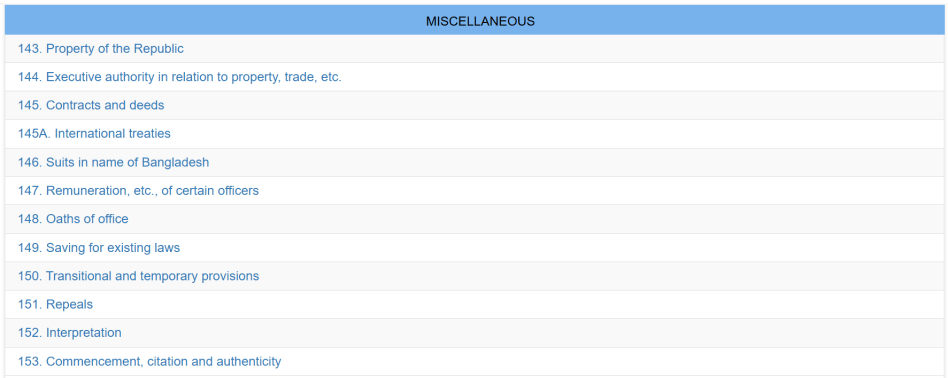 MISCELLANEOUS
143. Property of the Republic
144. Executive authority in relation to property, trade, etc.
145. Contracts and deeds
145A. International treaties
146. Suits in name of Bangladesh
147. Remuneration, etc., of certain officers
148. Oaths of office
149. Saving for existing laws
150. Transitional and temporary provisions
151. Repeals
152. Interpretation
153. Commencement, citation and authenticity